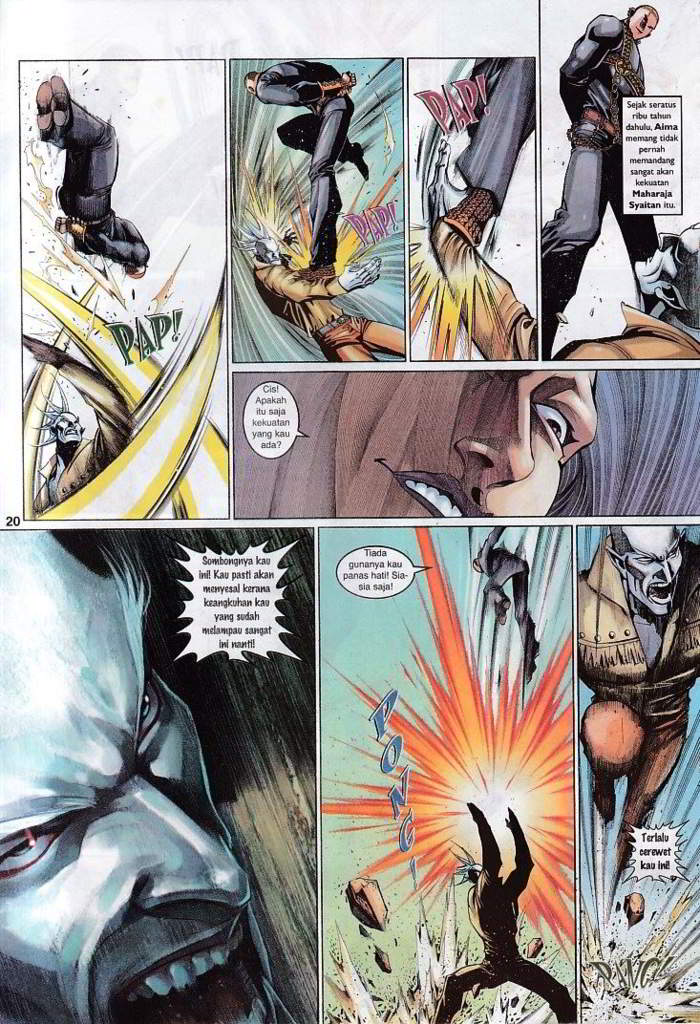 PAP!
PAP!
PAP!
Sejak seratus
ribu tahun
dahulu, Aima
memang tidak
pernah
memandang
sangat akan
kekuatan
Maharaja
Syaitan itu.
Cis!
Apakah
itu saja
kekuatan
yang kau
ada?
20
Sombongnya kau
ini! Kau pasti akan
menyesal kerana
keangkuhan kau
yang sudah
melampau sangat
ini nanti!
Tiada
gunanya kau
panas hati! Sia-
sia saja!
PONG!
Terlalu
cerewet
kau ini!
PANG!